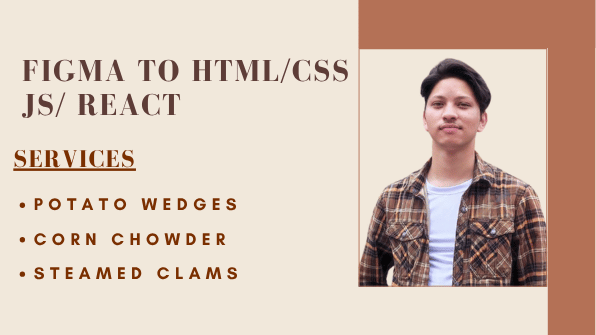 FIGMA TO HTML/CSS
JS/ REACT
SERVICES
• POTATO WEDGES
• CORN CHOWDER
• STEAMED CLAMS